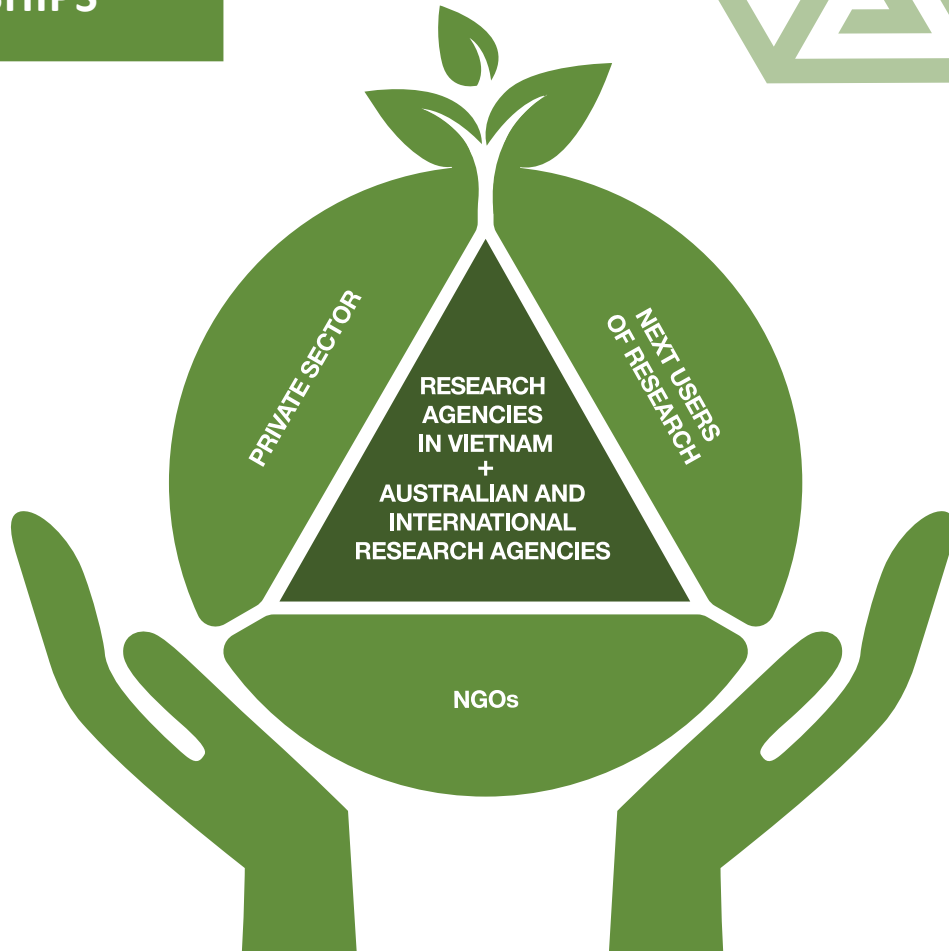 PRIVATE SECTOR
NEXT USERS
OF RESEARCH
RESEARCH
AGENCIES
IN VIETNAM
+
AUSTRALIAN AND
INTERNATIONAL
RESEARCH AGENCIES
NGOs